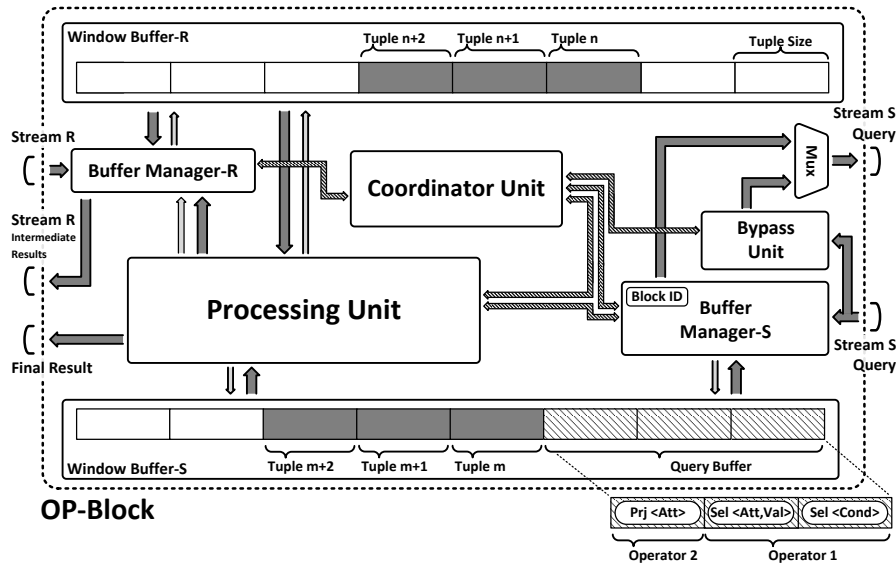 Window Buffer-R
Tuple n+2
Tuple n+1
Tuple n
Tuple Size
Stream R
Buffer Manager-R
Coordinator Unit
Mux
Stream S
Query
Stream R
Intermediate
Results
Bypass
Unit
Processing Unit
Block ID
Buffer
Manager-S
Final Result
Stream S
Query
Tuple m+2
Tuple m+1
Tuple m
Query Buffer
Window Buffer-S
OP-Block
Prj <Att>
Sel <Att,Val>
Sel <Cond>
Operator 2
Operator 1